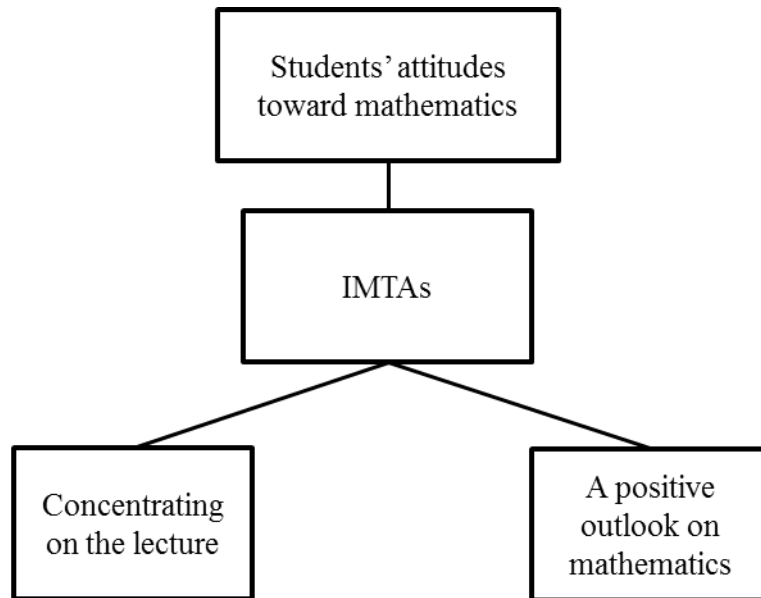 Students’ attitudes
toward mathematics
IMTAs
Concentrating
on the lecture
A positive
outlook on
mathematics